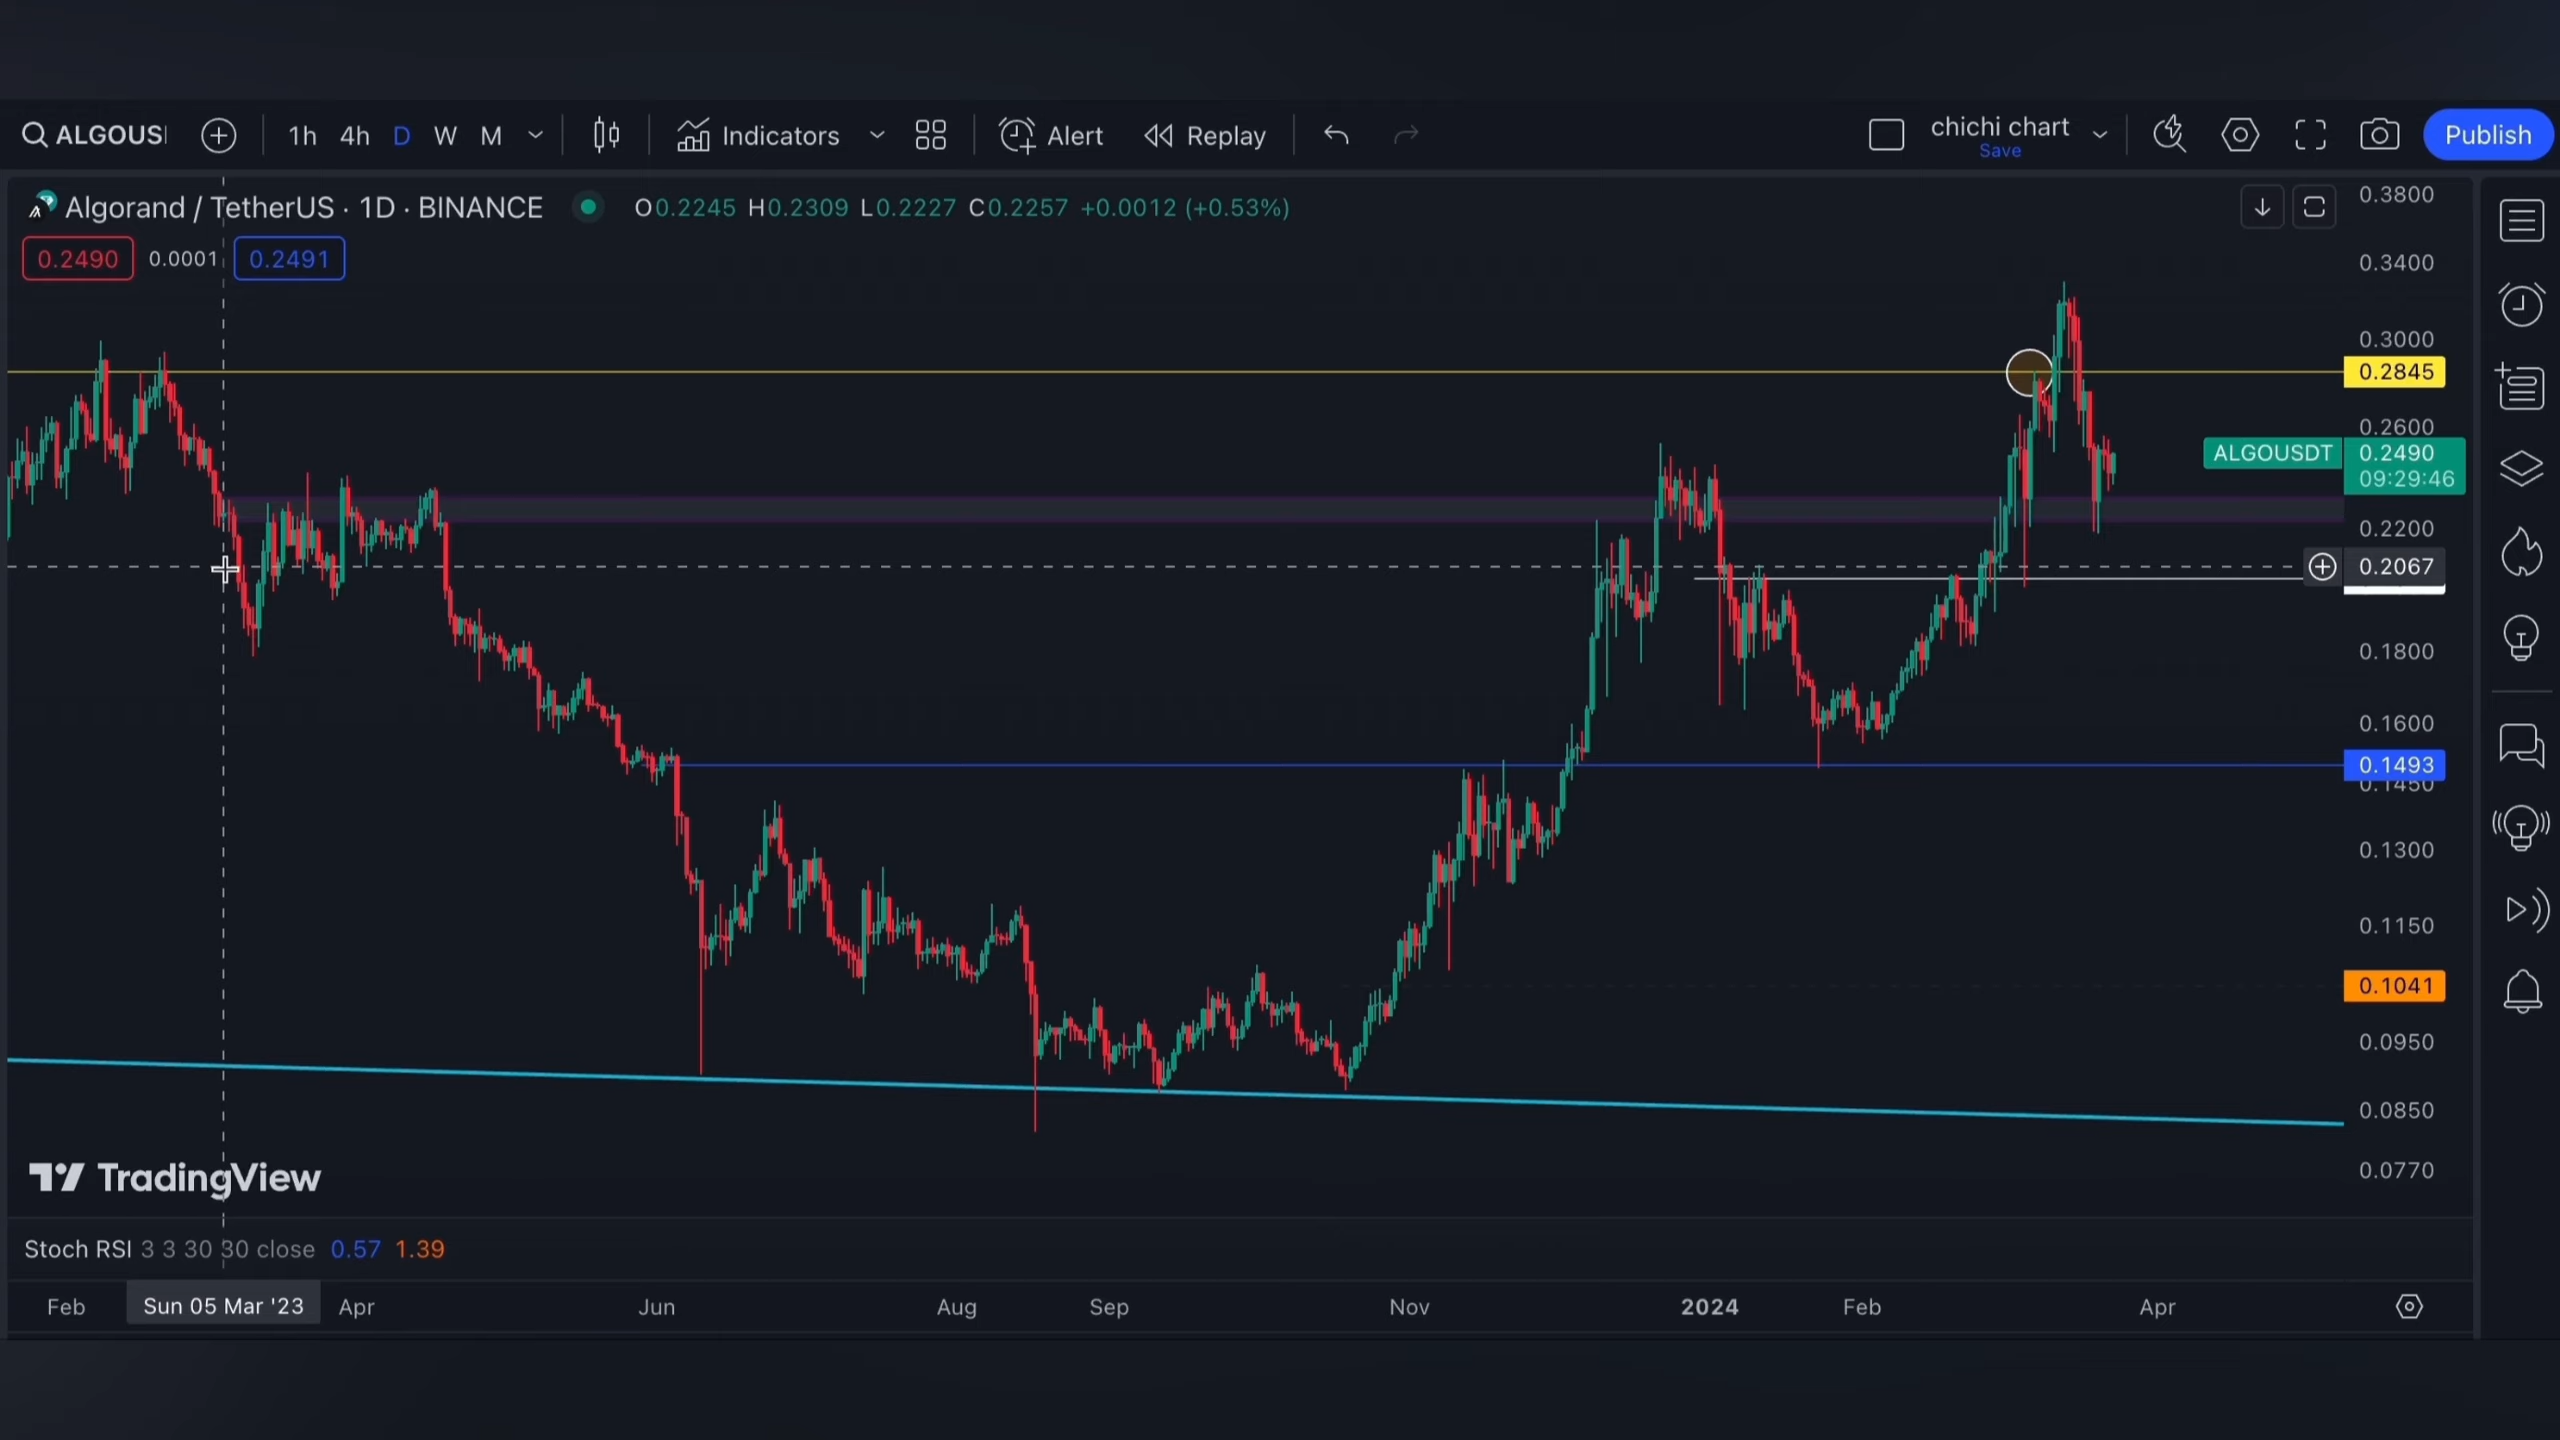 ALGOUS
1h 4h D W M Indicators Alert Replay chichi chart Save Publish
Algorand / TetherUS · 1D · BINANCE O0.2245 H0.2309 L0.2227 C0.2257 +0.0012 (+0.53%)
0.2490 0.0001 0.2491
0.3800
0.3400
0.3000
0.2845
0.2600
ALGOUSDT 0.2490
09:29:46
0.2200
0.2067
0.1800
0.1600
0.1493
0.1450
0.1300
0.1150
0.1041
0.0950
0.0850
0.0770
TradingView
Stoch RSI 3 3 30 30 close 0.57 1.39
Feb Sun 05 Mar '23 Apr Jun Aug Sep Nov 2024 Feb Apr